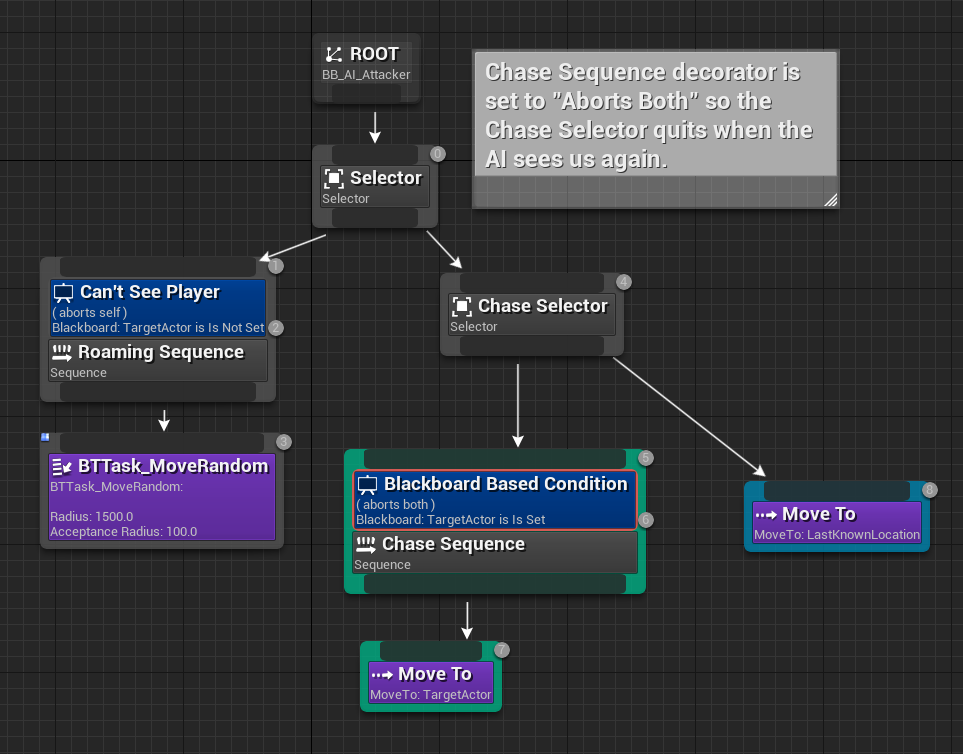 ROOT
BB_AI_Attacker
Chase Sequence decorator is
set to "Aborts Both" so the
Chase Selector quits when the
AI sees us again.
0
Selector
Selector
1
Can't See Player
( aborts self )
Blackboard: TargetActor is Is Not Set
2
Roaming Sequence
Sequence
4
Chase Selector
Selector
3
BTTask_MoveRandom
BTTask_MoveRandom:
Radius: 1500.0
Acceptance Radius: 100.0
5
Blackboard Based Condition
( aborts both )
Blackboard: TargetActor is Is Set
6
Chase Sequence
Sequence
8
Move To
MoveTo: LastKnownLocation
7
Move To
MoveTo: TargetActor